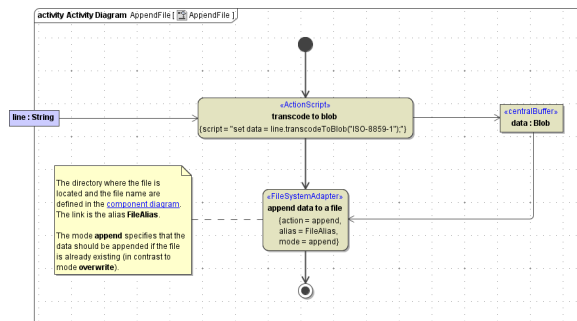 activity Activity Diagram AppendFile [ AppendFile ]
«ActionScript»
transcode to blob
{script = "set data = line.transcodeToBlob("ISO-8859-1");"}
line : String
«centralBuffer»
data : Blob
The directory where the file is
located and the file name are
defined in the component diagram.
The link is the alias FileAlias.
The mode append specifies that the
data should be appended if the file
is already existing (in contrast to
mode overwrite).
«FileSystemAdapter»
append data to a file
{action = append,
alias = FileAlias,
mode = append}